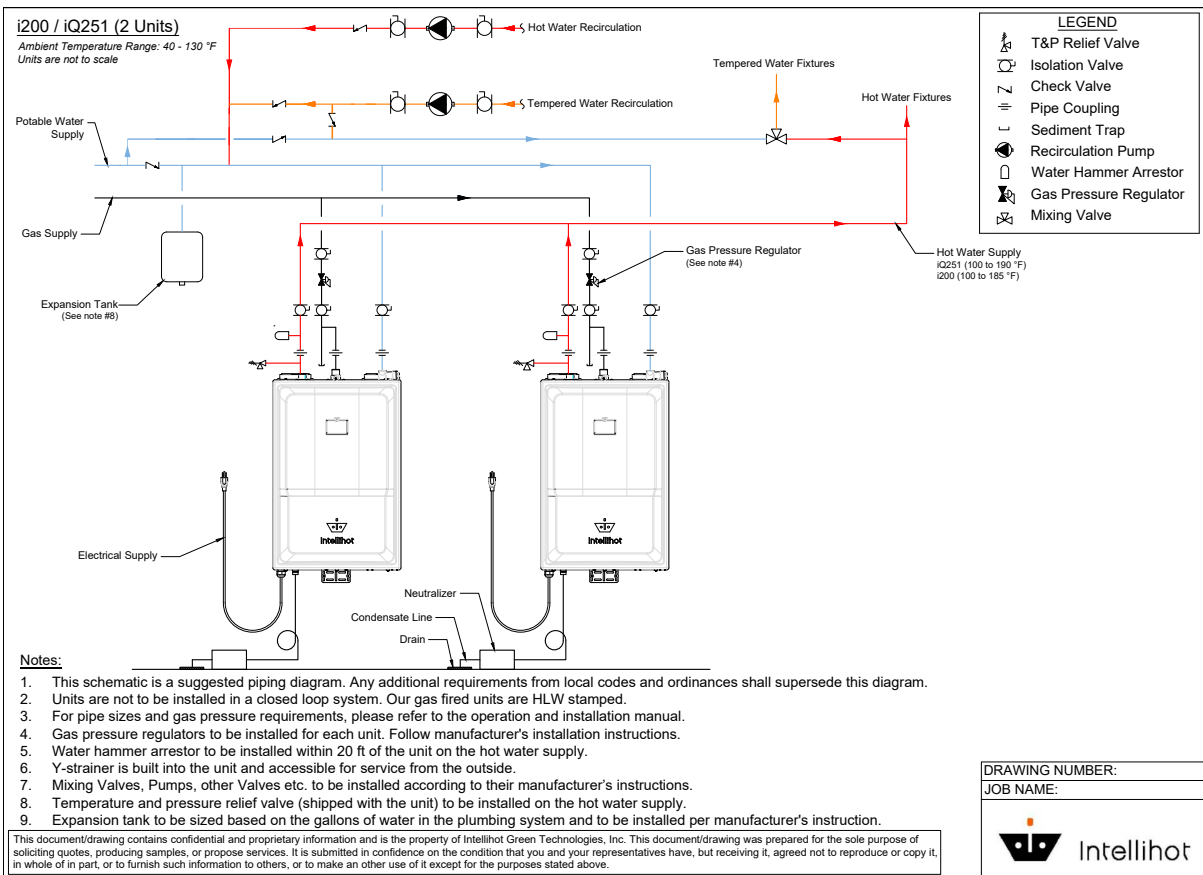 i200 / iQ251 (2 Units)
Ambient Temperature Range: 40 - 130 °F
Units are not to scale
Hot Water Recirculation
Tempered Water Recirculation
Tempered Water Fixtures
Hot Water Fixtures
Potable Water
Supply
Gas Supply
Expansion Tank
(See note #8)
Gas Pressure Regulator
(See note #4)
Hot Water Supply
iQ251 (100 to 190 °F)
i200 (100 to 185 °F)
LEGEND
T&P Relief Valve
Isolation Valve
Check Valve
Pipe Coupling
Sediment Trap
Recirculation Pump
Water Hammer Arrestor
Gas Pressure Regulator
Mixing Valve
intellihot
intellihot
Electrical Supply
Neutralizer
Condensate Line
Drain
Notes:
1. This schematic is a suggested piping diagram. Any additional requirements from local codes and ordinances shall supersede this diagram.
2. Units are not to be installed in a closed loop system. Our gas fired units are HLW stamped.
3. For pipe sizes and gas pressure requirements, please refer to the operation and installation manual.
4. Gas pressure regulators to be installed for each unit. Follow manufacturer's installation instructions.
5. Water hammer arrestor to be installed within 20 ft of the unit on the hot water supply.
6. Y-strainer is built into the unit and accessible for service from the outside.
7. Mixing Valves, Pumps, other Valves etc. to be installed according to their manufacturer's instructions.
8. Temperature and pressure relief valve (shipped with the unit) to be installed on the hot water supply.
9. Expansion tank to be sized based on the gallons of water in the plumbing system and to be installed per manufacturer's instruction.
This document/drawing contains confidential and proprietary information and is the property of Intellihot Green Technologies, Inc. This document/drawing was prepared for the sole purpose of
soliciting quotes, producing samples, or propose services. It is submitted in confidence on the condition that you and your representatives have, but receiving it, agreed not to reproduce or copy it,
in whole of in part, or to furnish such information to others, or to make an other use of it except for the purposes stated above.
DRAWING NUMBER:
JOB NAME:
Intellihot